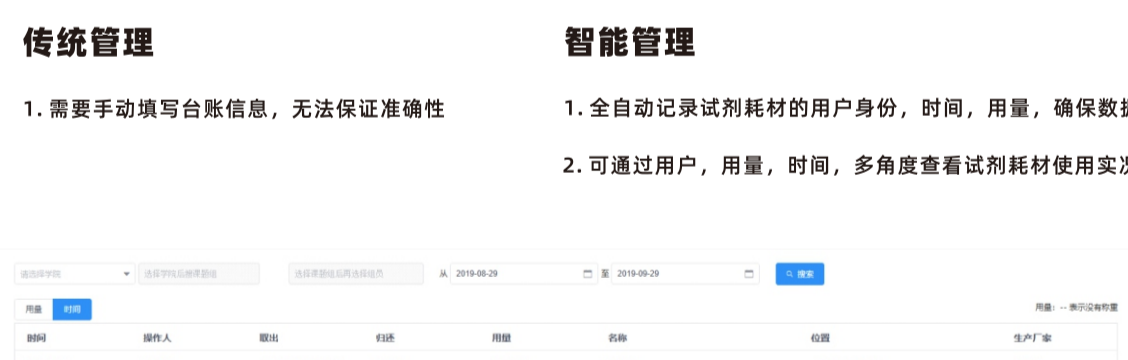 传统管理
1. 需要手动填写台账信息，无法保证准确性
智能管理
1. 全自动记录试剂耗材的用户身份，时间，用量，确保数据
2. 可通过用户，用量，时间，多角度查看试剂耗材使用实况
请选择学院 选择学院后册课题组 选择课题组后再选择组员 从 2019-08-29 至 2019-09-29 搜索
用量 时间
用量：-- 表示没有称重
时间 操作人 取出 归还 用量 名称 位置 生产厂家